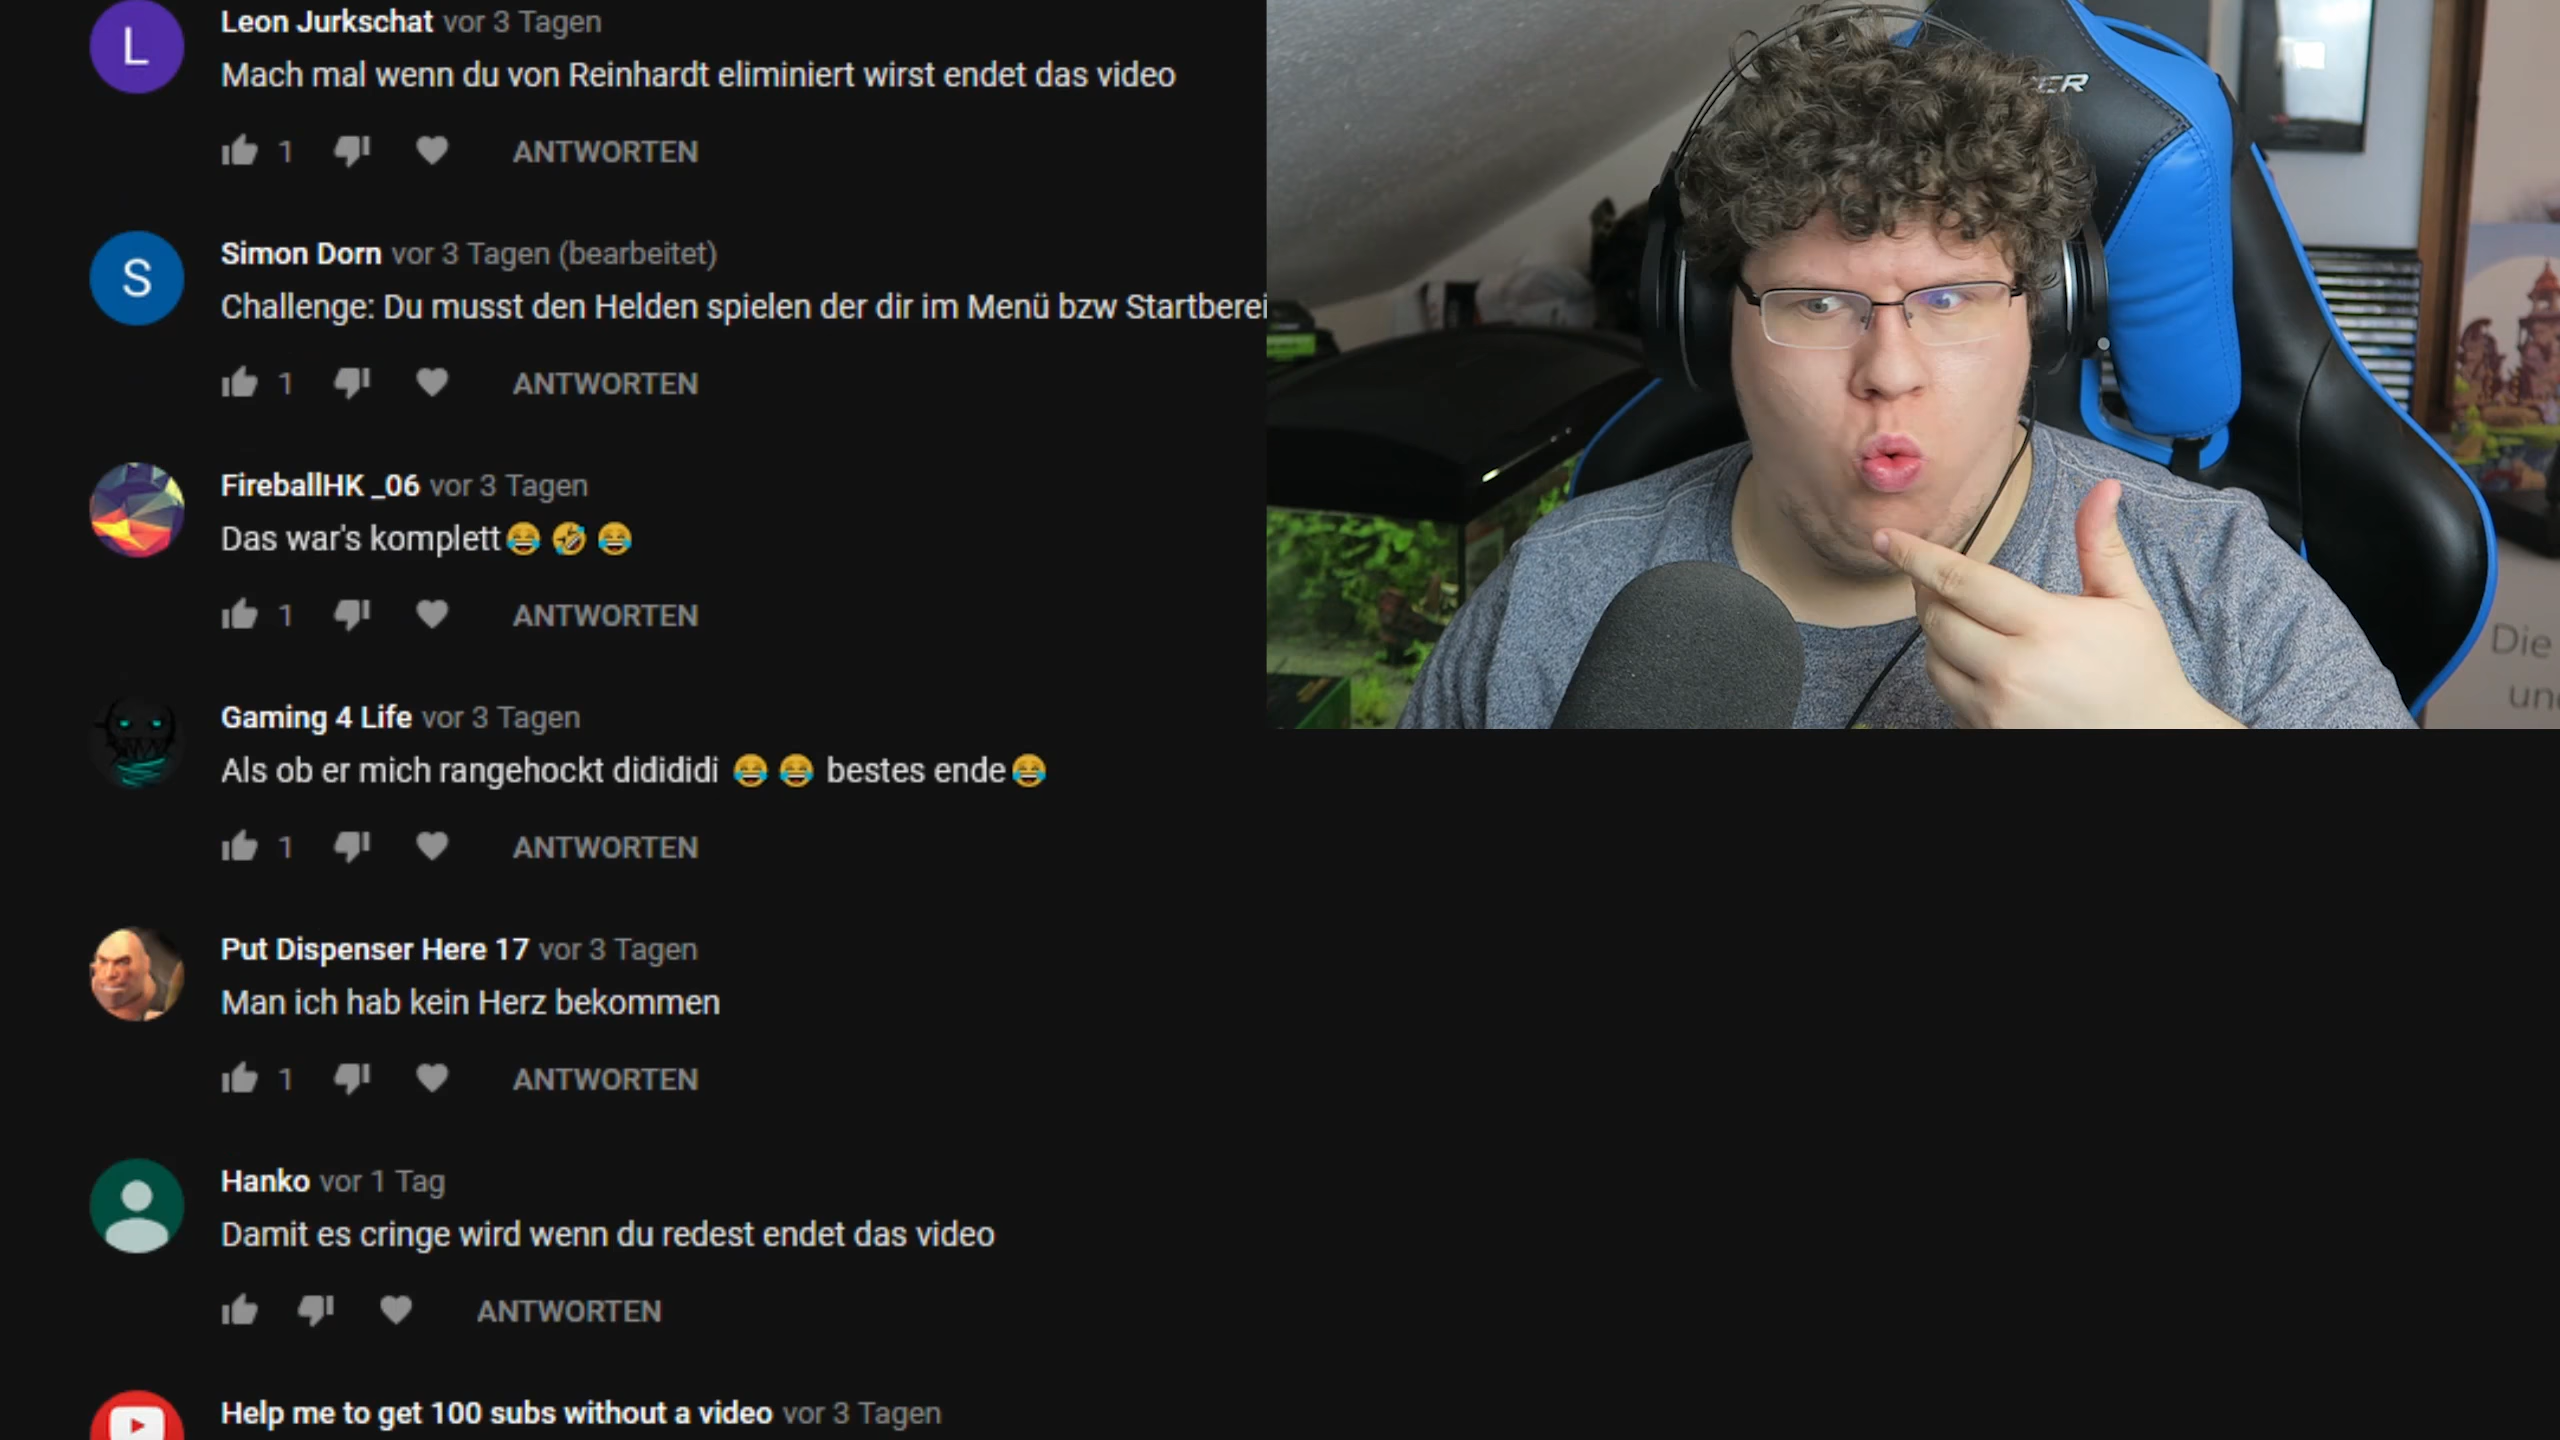 Leon Jurkschat vor 3 Tagen
Mach mal wenn du von Reinhardt eliminiert wirst endet das video
1 ANTWORTEN
Simon Dorn vor 3 Tagen (bearbeitet)
Challenge: Du musst den Helden spielen der dir im Menü bzw Startberei
1 ANTWORTEN
FireballHK _06 vor 3 Tagen
Das war's komplett😂 🤣 😂
1 ANTWORTEN
Gaming 4 Life vor 3 Tagen
Als ob er mich rangehockt didididi 😂 😂 bestes ende😂
1 ANTWORTEN
Put Dispenser Here 17 vor 3 Tagen
Man ich hab kein Herz bekommen
1 ANTWORTEN
Hanko vor 1 Tag
Damit es cringe wird wenn du redest endet das video
ANTWORTEN
Help me to get 100 subs without a video vor 3 Tagen
L
S
Die